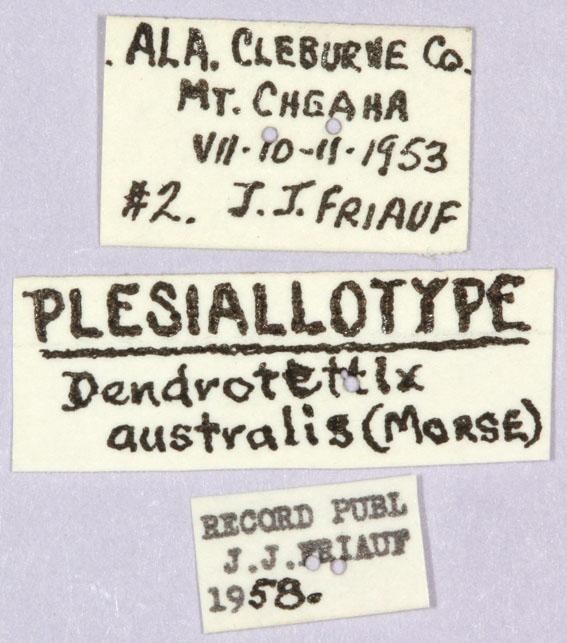 ALA. CLEBURNE CO.
MT. CHEAHA
VII-10-11-1953
#2. J.J. FRIAUF
PLESIALLOTYPE
Dendrotettix
australis (MORSE)
RECORD PUBL
J.J. FRIAUF
1958.